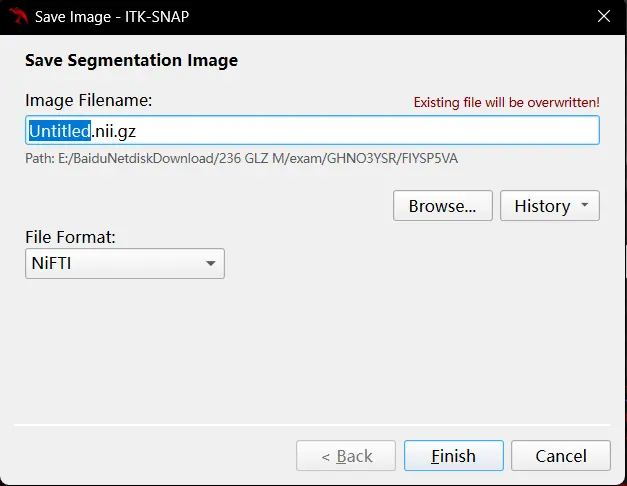 Save Image - ITK-SNAP
Save Segmentation Image
Image Filename:
Existing file will be overwritten!
Untitled.nii.gz
Path: E:/BaiduNetdiskDownload/236 GLZ M/exam/GHNO3YSR/FIYSP5VA
Browse...
History
File Format:
NiFTI
< Back
Finish
Cancel